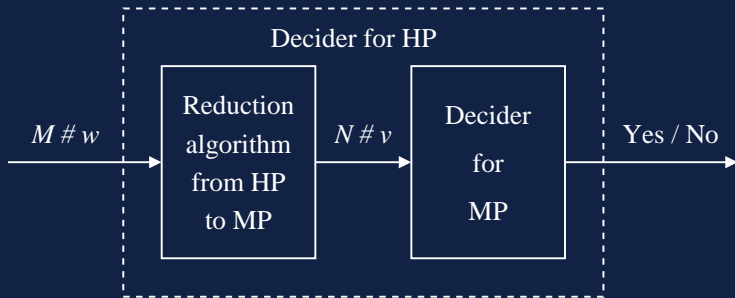 Decider for HP
M # w
Reduction
algorithm
from HP
to MP
N # v
Decider
for
MP
Yes / No